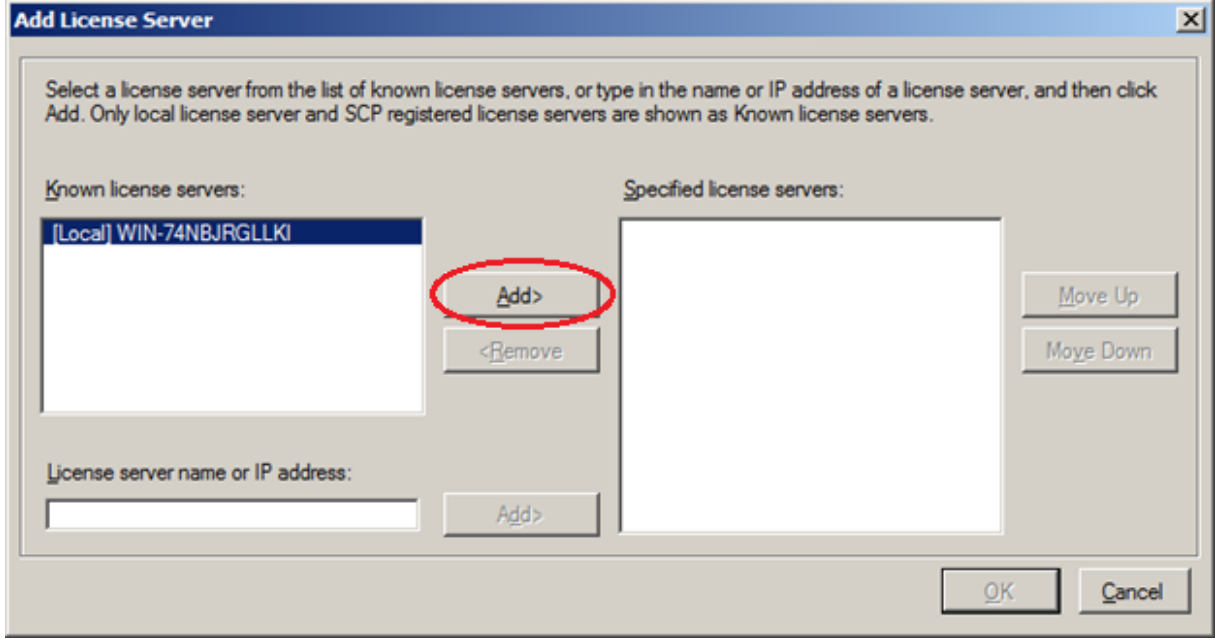 Add License Server
Select a license server from the list of known license servers, or type in the name or IP address of a license server, and then click
Add. Only local license server and SCP registered license servers are shown as Known license servers.
Known license servers:
Specified license servers:
[Local] WIN-74NBJRGLLKI
Add>
Move Up
<Remove
Move Down
License server name or IP address:
Add>
OK
Cancel